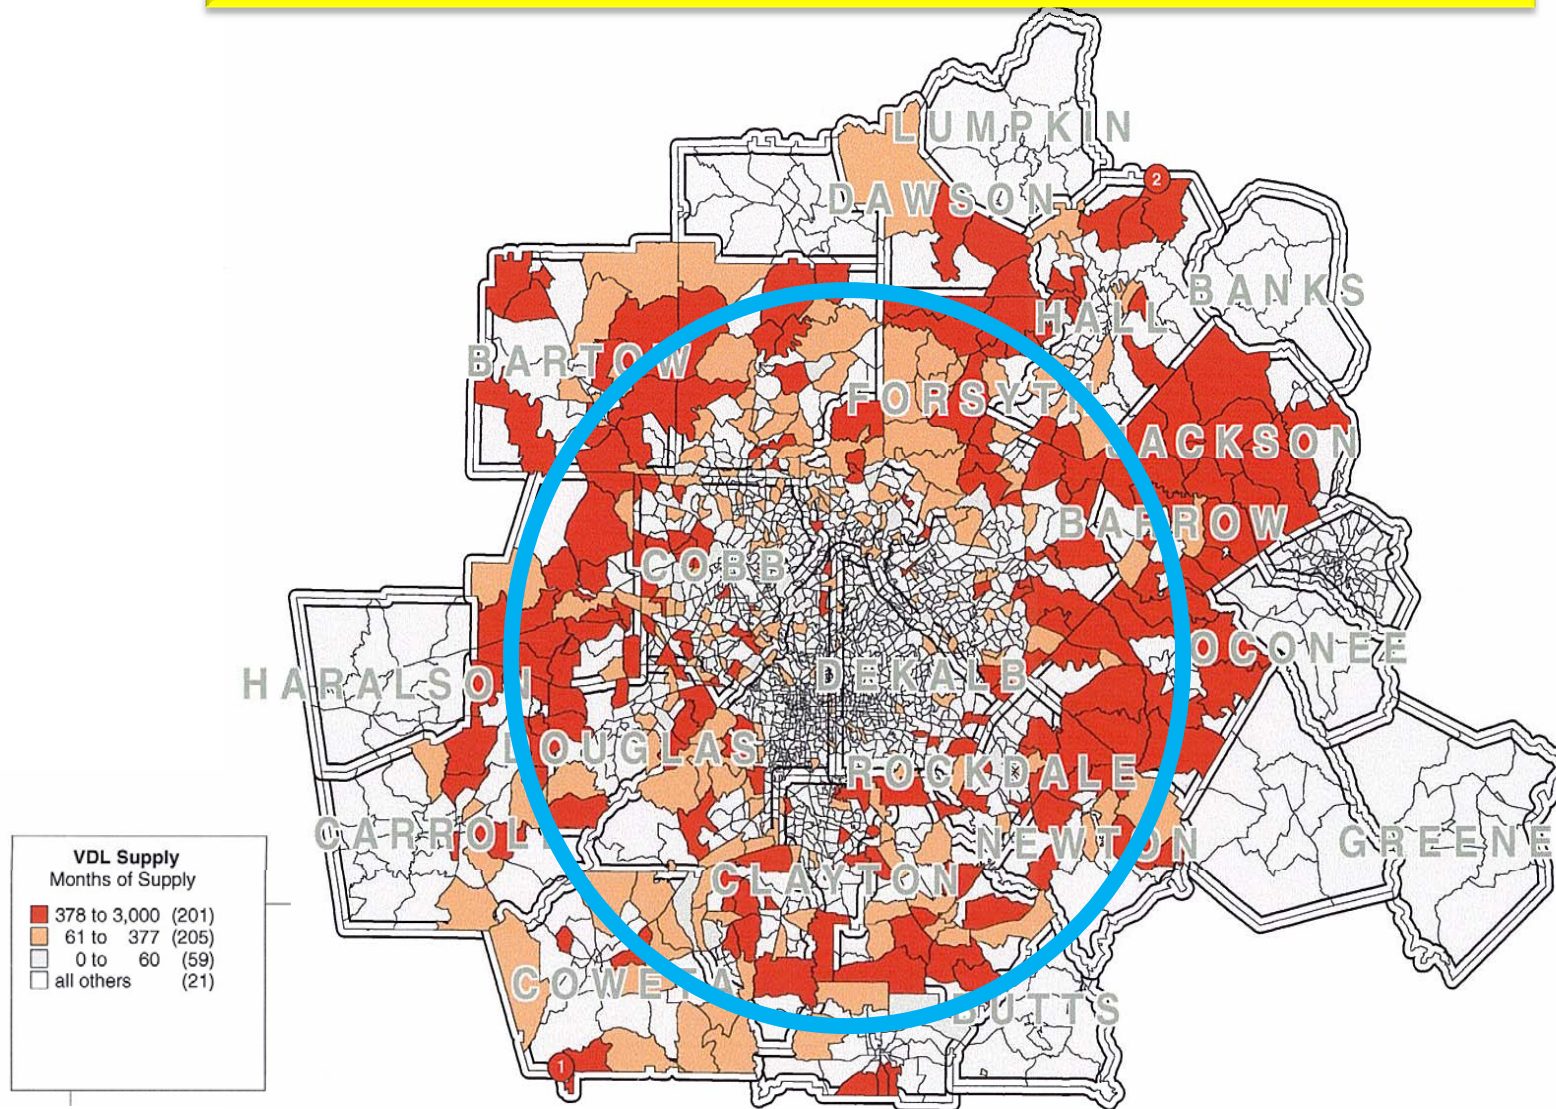 LUMPKIN
2
DAWSON
BANKS
HALL
BARTOW
FORSYTH
JACKSON
BARROW
COBB
OCONEE
DEKALB
HARALSON
DOUGLAS
ROCKDALE
CARROLL
NEWTON
GREENE
CLAYTON
COWETA
BUTTS
1
VDL Supply
Months of Supply
378 to 3,000 (201)
61 to 377 (205)
0 to 60 (59)
all others (21)